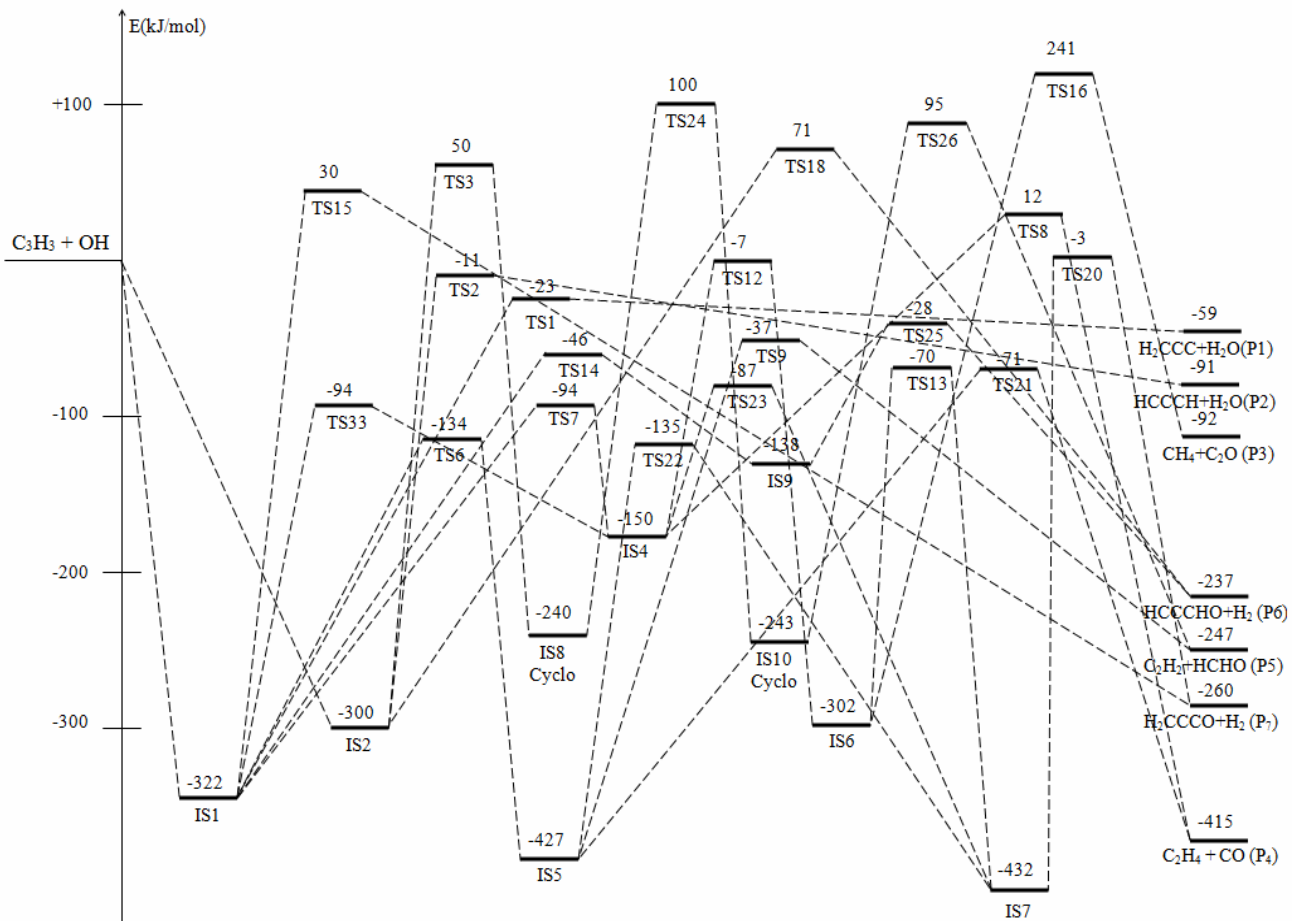 E(kJ/mol)
241
TS16
+100
100
TS24
95
TS26
71
TS18
50
TS3
30
TS15
12
TS8
C₃H₃ + OH
-3
TS20
-7
TS12
-11
TS2
-23
TS1
-28
TS25
-37
TS9
-46
TS14
-59
H₂CCC+H₂O(P1)
-70
TS13
-71
TS21
-87
TS23
-91
HCCCH+H₂O(P2)
-92
CH₄+C₂O (P3)
-94
TS33
-94
TS7
-100
-134
TS6
-135
TS22
-138
IS9
-150
IS4
-200
-237
HCCCHO+H₂ (P6)
-240
IS8
Cyclo
-243
IS10
Cyclo
-247
C₂H₂+HCHO (P5)
-260
H₂CCCO+H₂ (P₇)
-300
-300
IS2
-302
IS6
-322
IS1
-415
C₂H₄ + CO (P₄)
-427
IS5
-432
IS7